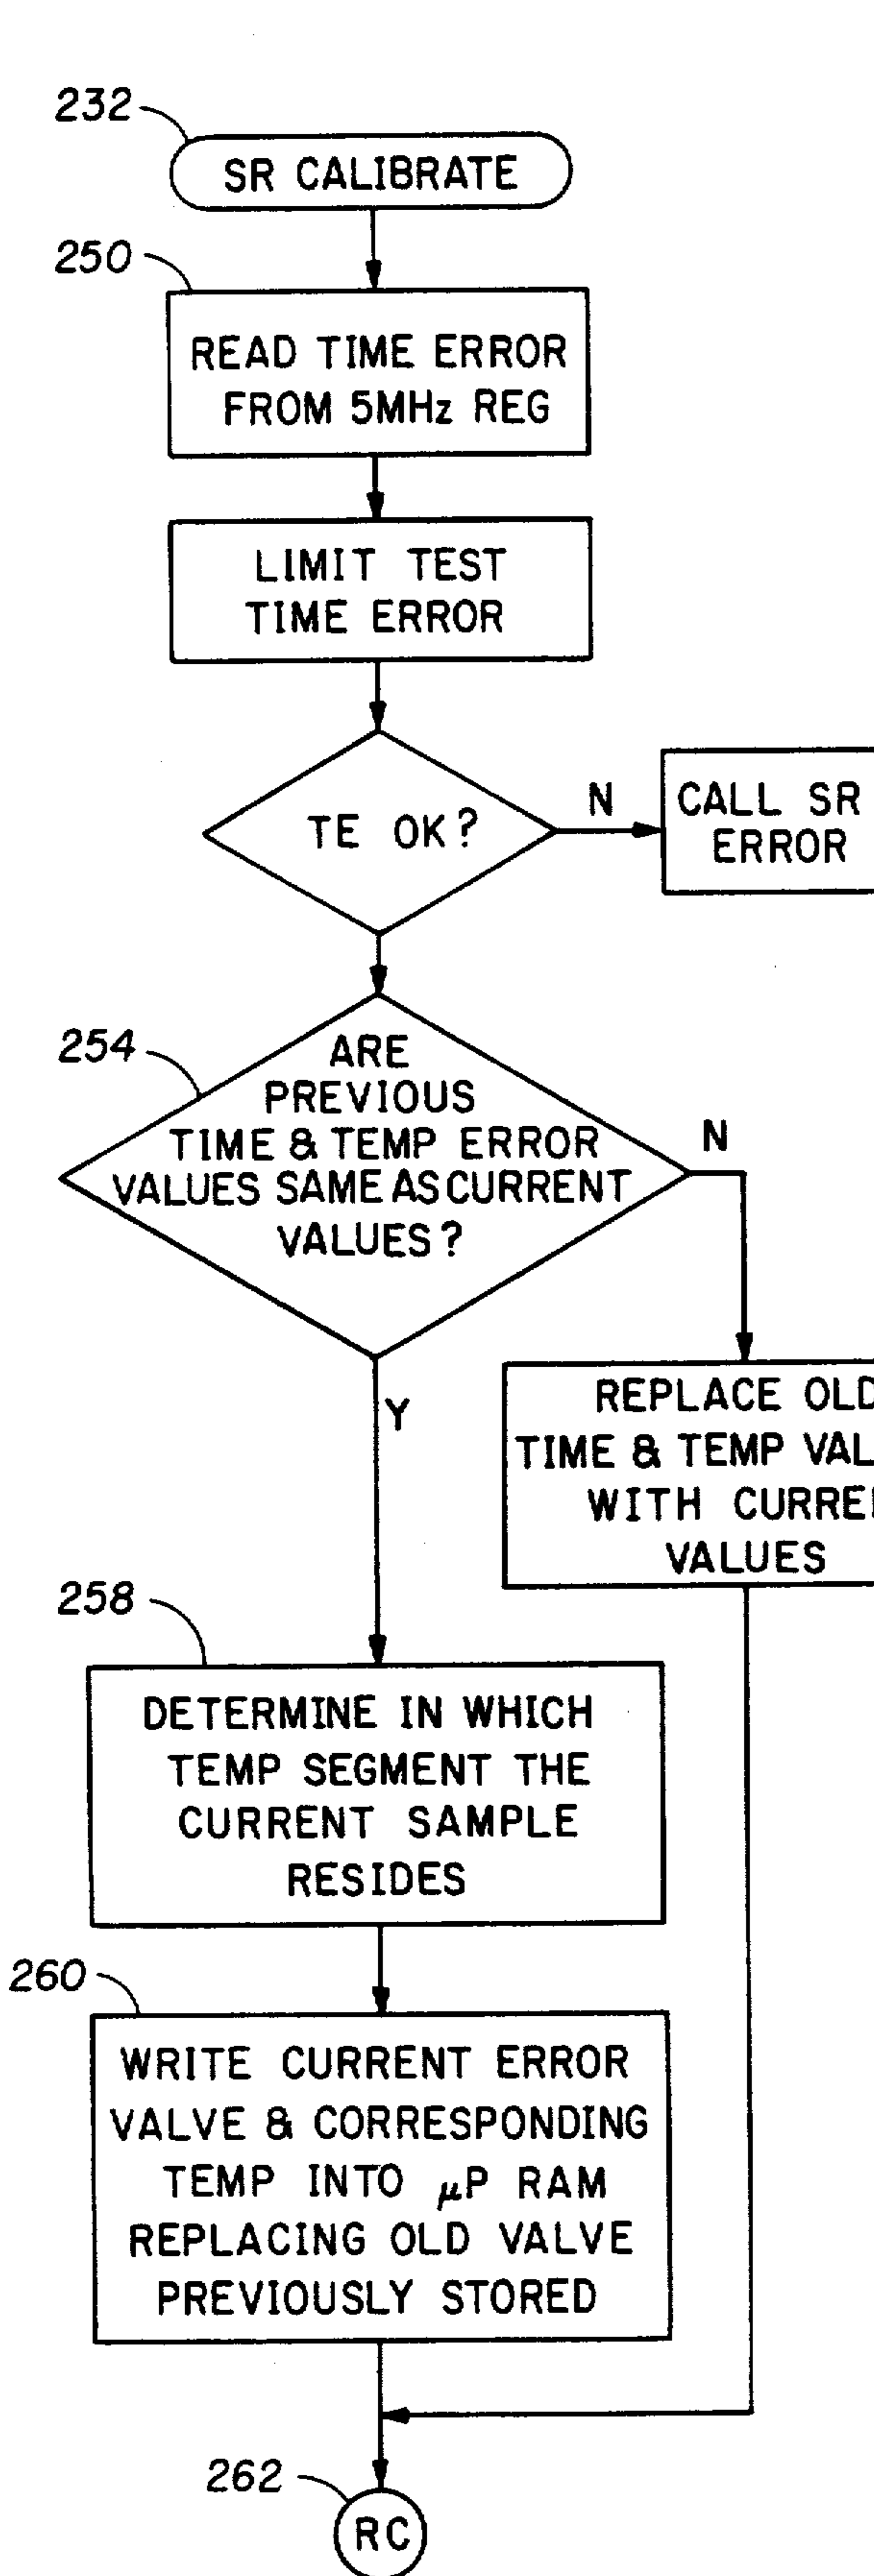 232
SR CALIBRATE
250
READ TIME ERROR
FROM 5MHz REG
LIMIT TEST
TIME ERROR
TE OK?
N
CALL SR
ERROR
254
ARE
PREVIOUS
TIME & TEMP ERROR
VALUES SAME AS CURRENT
VALUES?
N
Y
REPLACE OLD
TIME & TEMP
WITH
VALUES
258
DETERMINE IN WHICH
TEMP SEGMENT THE
CURRENT SAMPLE
RESIDES
260
WRITE CURRENT ERROR
VALVE & CORRESPONDING
TEMP INTO µP RAM
REPLACING OLD VALVE
PREVIOUSLY STORED
262
RC